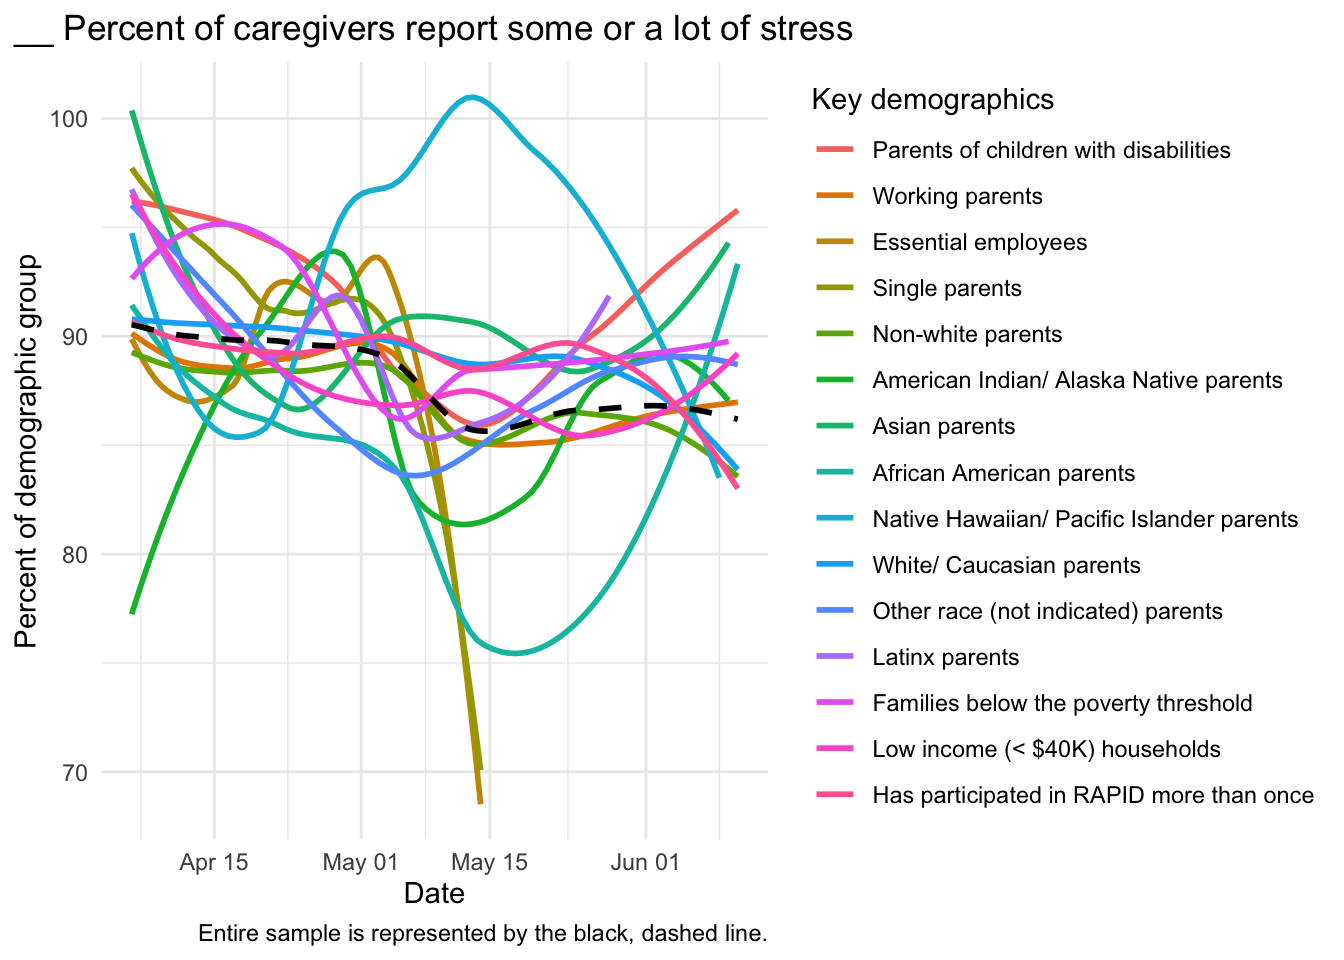 __ Percent of caregivers report some or a lot of stress
Percent of demographic group
100
90
80
70
Apr 15
May 01
May 15
Jun 01
Date
Entire sample is represented by the black, dashed line.
Key demographics
Parents of children with disabilities
Working parents
Essential employees
Single parents
Non-white parents
American Indian/ Alaska Native parents
Asian parents
African American parents
Native Hawaiian/ Pacific Islander parents
White/ Caucasian parents
Other race (not indicated) parents
Latinx parents
Families below the poverty threshold
Low income (< $40K) households
Has participated in RAPID more than once